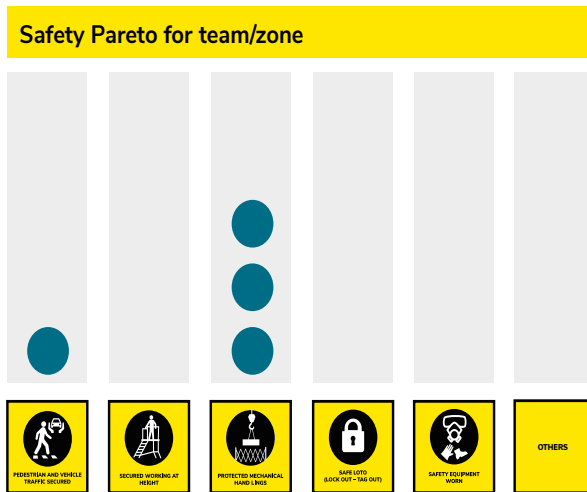 Safety Pareto for team/zone
PEDESTRIAN AND VEHICLE
TRAFFIC SECURED
SECURED WORKING AT
HEIGHT
PROTECTED MECHANICAL
HAND LINGS
SAFE LOTO
(LOCK OUT – TAG OUT)
SAFETY EQUIPMENT
WORN
OTHERS